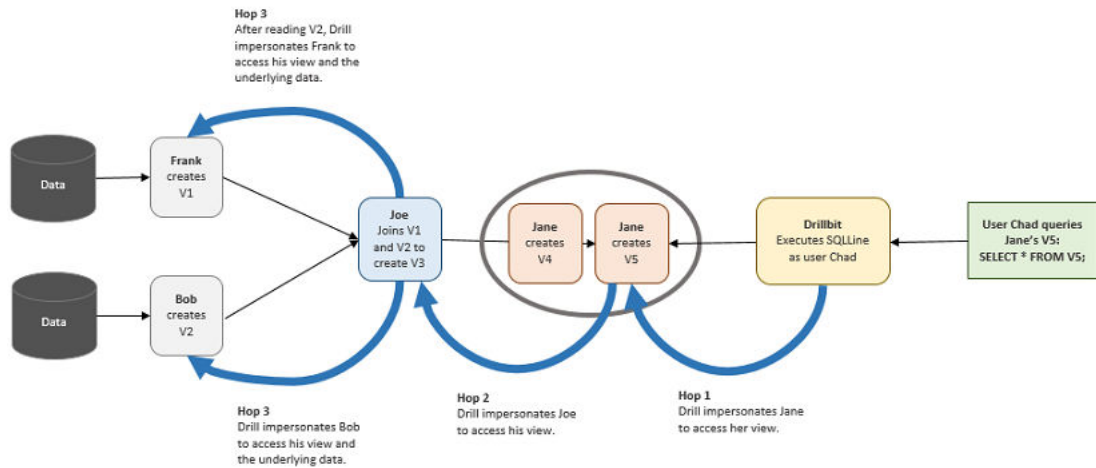 Hop 3
After reading V2, Drill
impersonates Frank to
access his view and the
underlying data.
Data
Frank
creates
V1
Joe
Joins V1
and V2 to
create V3
Jane
creates
V4
Jane
creates
V5
Drillbit
Executes SQLLine
as user Chad
User Chad queries
Jane's V5:
SELECT * FROM V5;
Data
Bob
creates
V2
Hop 3
Drill impersonates Bob
to access his view and
the underlying data.
Hop 2
Drill impersonates Joe
to access his view.
Hop 1
Drill impersonates Jane
to access her view.